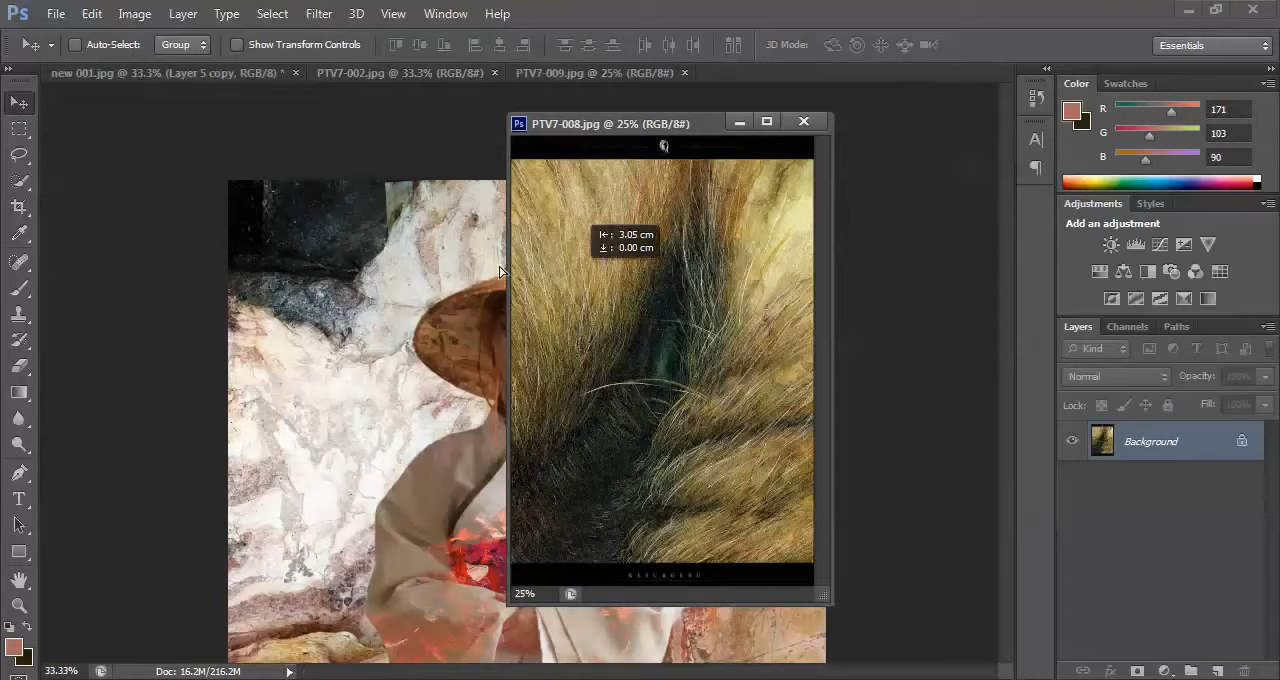 Ps File Edit Image Layer Type Select Filter 3D View Window Help
Auto-Select: Group Show Transform Controls 3D Mode: Essentials
new 001.jpg @ 33.3% (Layer 5 copy, RGB/8) * × PTV7-002.jpg @ 33.3% (RGB/8#) × PTV7-009.jpg @ 25% (RGB/8#) ×
Ps PTV7-008.jpg @ 25% (RGB/8#)
3.05 cm
0.00 cm
RESURGERE
25%
33.33% Doc: 16.2M/216.2M
Color Swatches
R 171
G 103
B 90
Adjustments Styles
Add an adjustment
Layers Channels Paths
Kind
Normal Opacity: 100%
Lock: Fill: 100%
Background